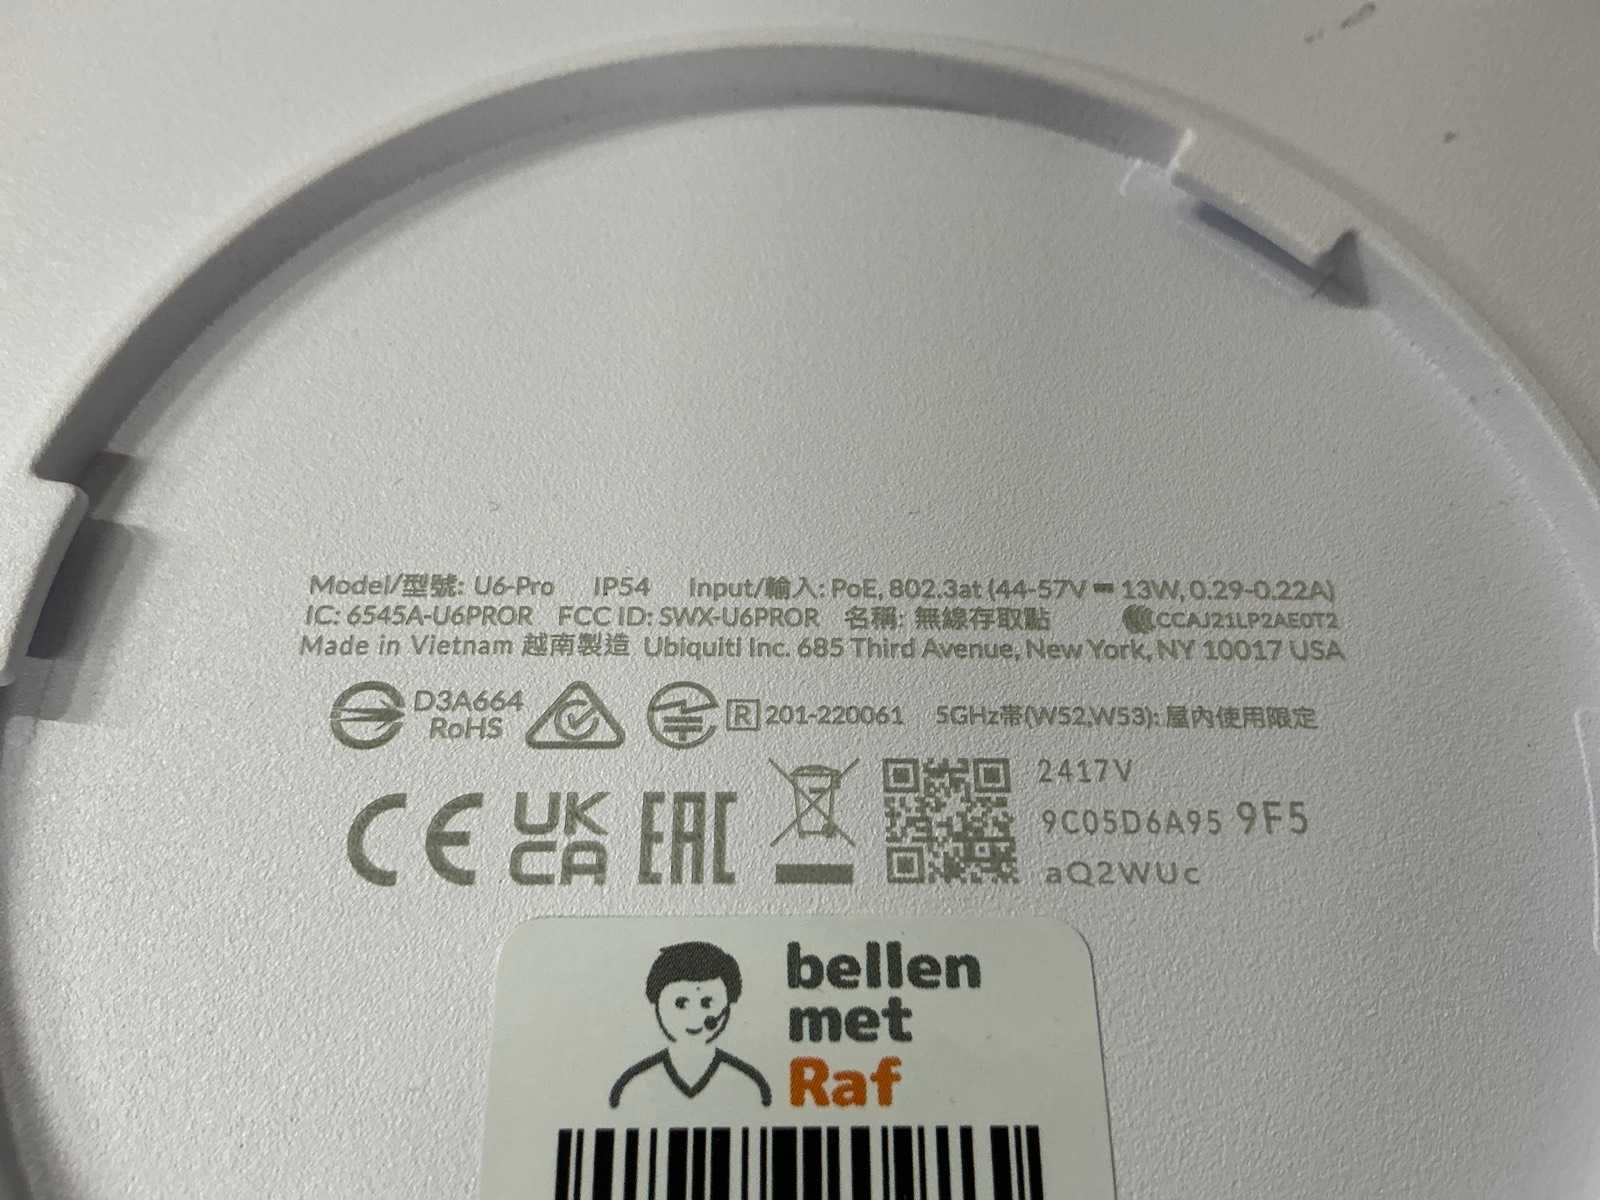 Model/型號: U6-Pro IP54 Input/輸入: PoE, 802.3at (44-57V ⎓ 13W, 0.29-0.22A)
IC: 6545A-U6PROR FCC ID: SWX-U6PROR 名稱: 無線存取點 CCAJ21LP2AE0T2
Made in Vietnam 越南製造 Ubiquiti Inc. 685 Third Avenue, New York, NY 10017 USA
D3A664
RoHS
R 201-220061 5GHz帯(W52,W53): 屋内使用限定
CE UK CA EAC
2417V
9C05D6A95 9F5
aQ2WUc
bellen
met
Raf